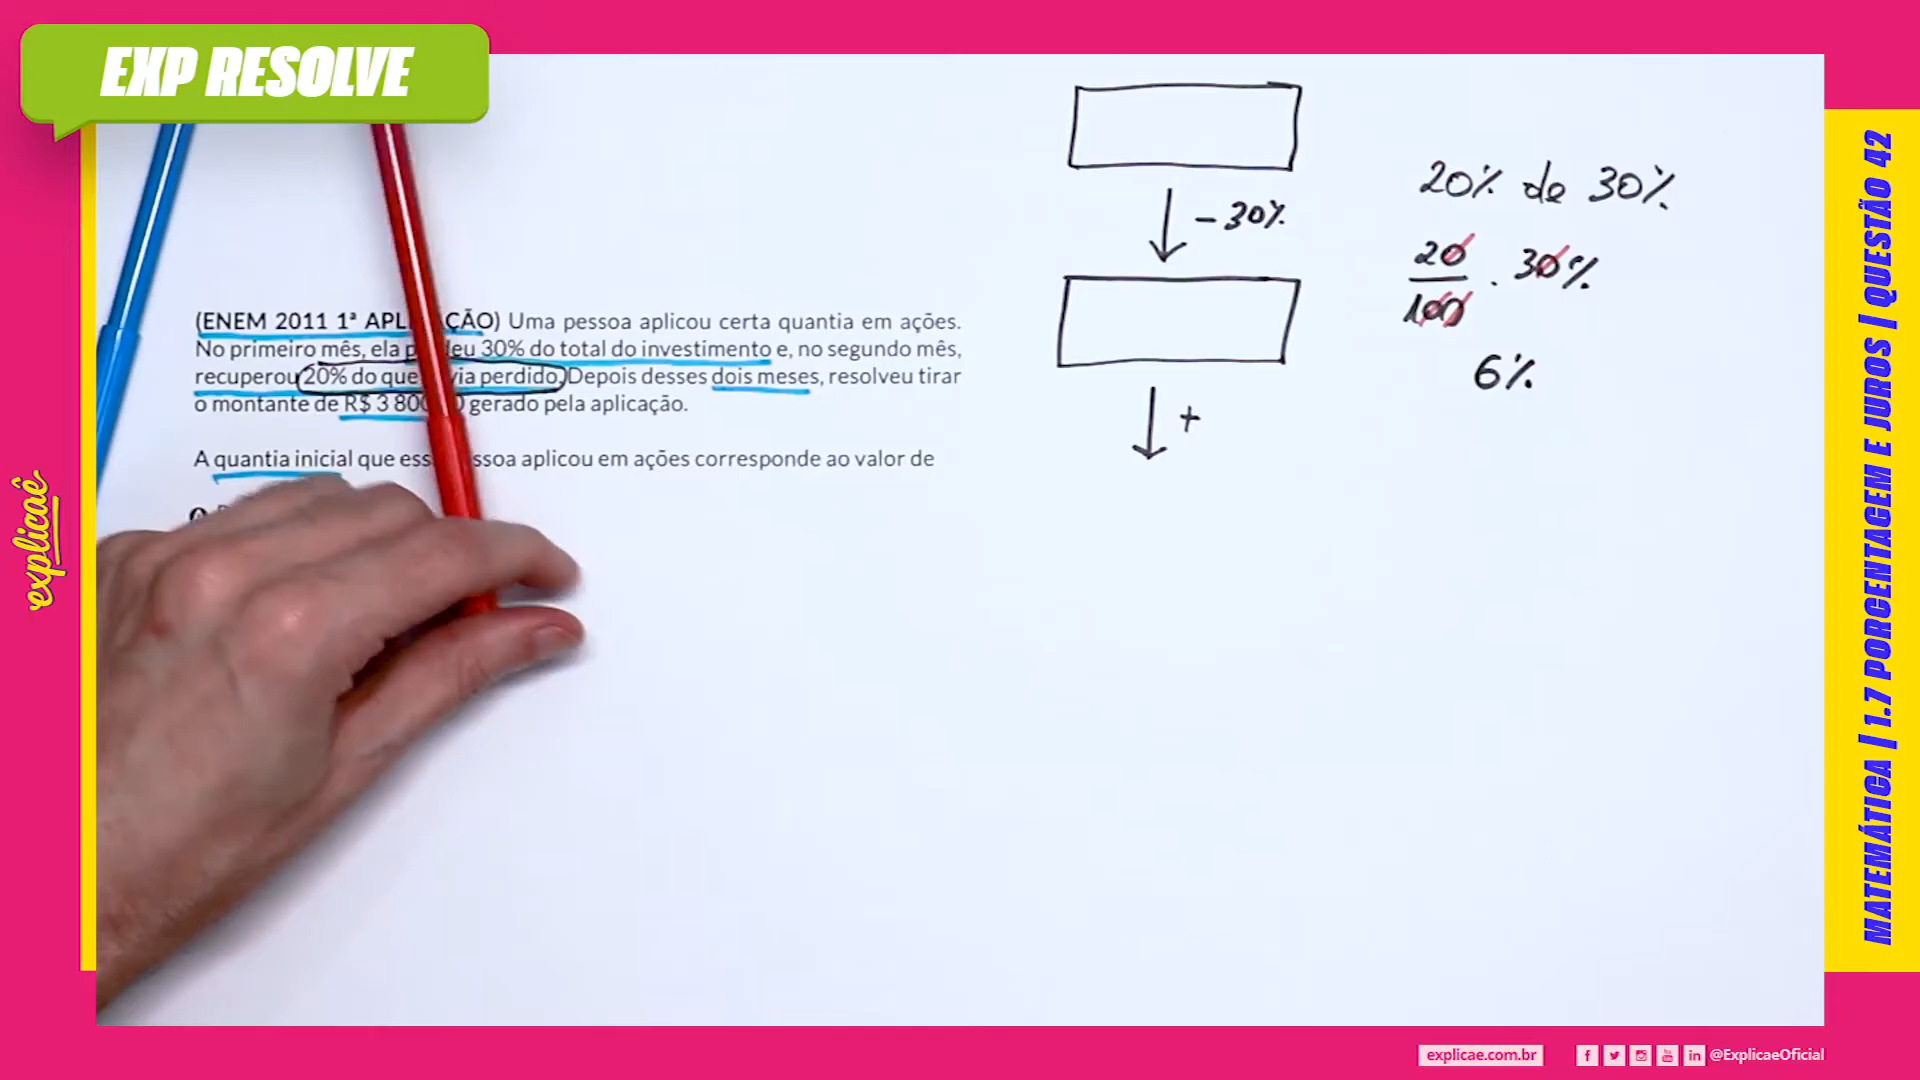 EXP RESOLVE
(ENEM 2011 1ª APL ÇÃO) Uma pessoa aplicou certa quantia em ações.
No primeiro mês, ela p deu 30% do total do investimento e, no segundo mês,
recuperou 20% do que via perdido. Depois desses dois meses, resolveu tirar
o montante de R$ 3 800 gerado pela aplicação.
A quantia inicial que ess ssoa aplicou em ações corresponde ao valor de
- 30%
+
20% de 30%
20
100
. 30%
6%
explicaê
MATEMÁTICA | 1.7 PORCENTAGEM E JUROS | QUESTÃO 42
explicae.com.br
@ExplicaeOficial